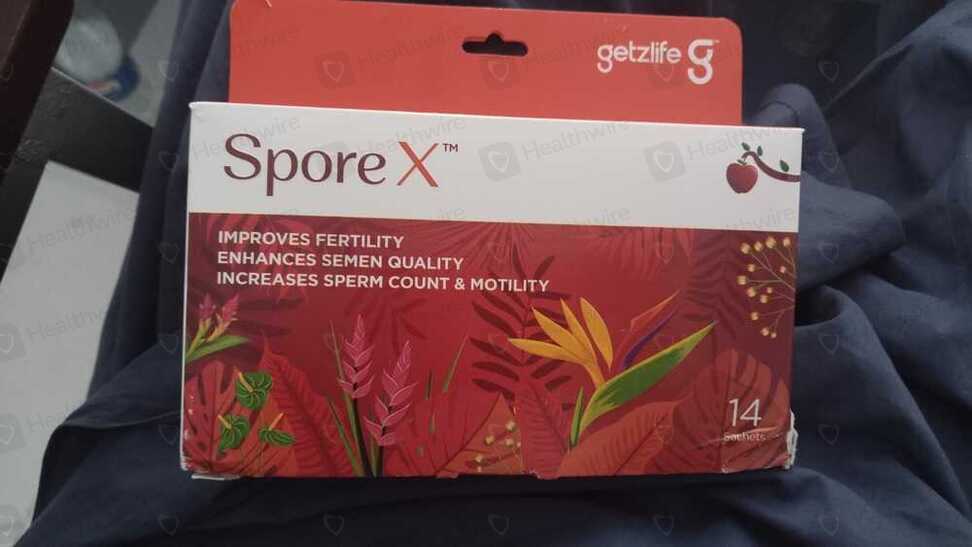 getzlife
Spore X™
IMPROVES FERTILITY
ENHANCES SEMEN QUALITY
INCREASES SPERM COUNT & MOTILITY
14
Sachets
Healthwire